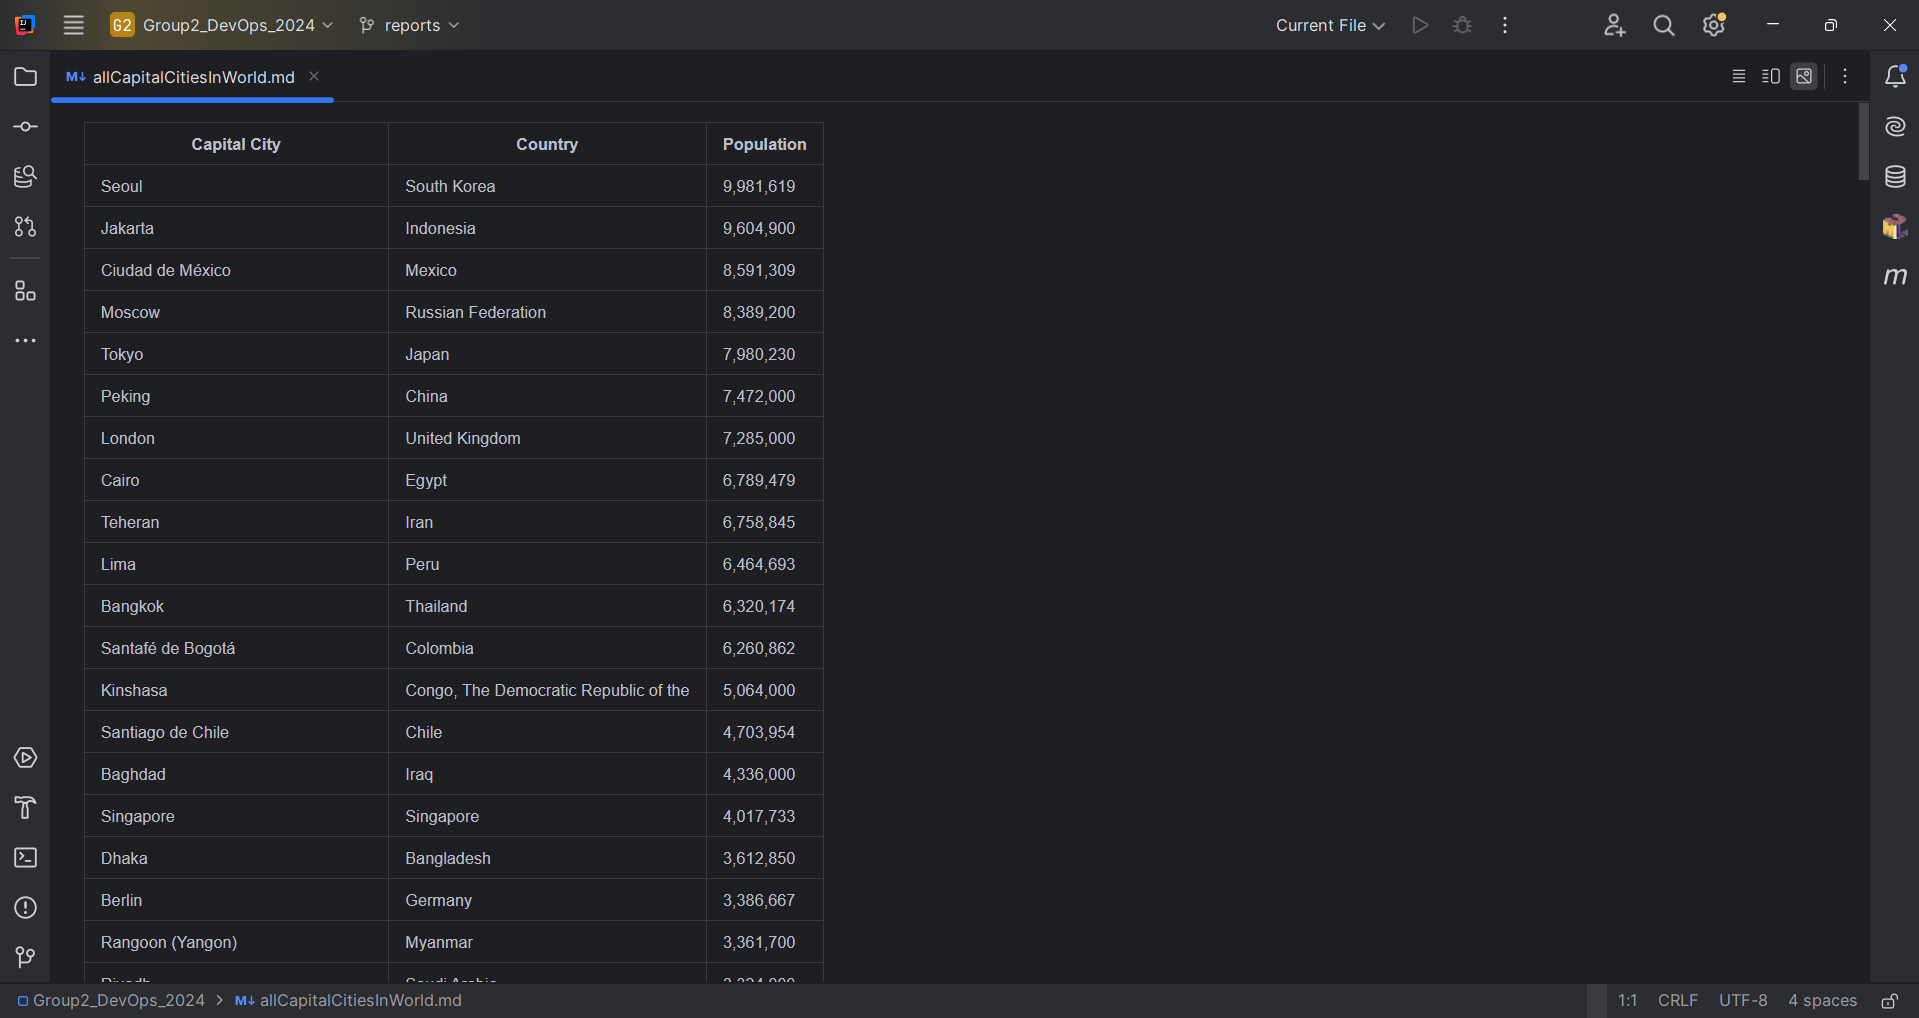 G2 Group2_DevOps_2024 reports Current File
M↓ allCapitalCitiesInWorld.md
Capital City Country Population
Seoul South Korea 9,981,619
Jakarta Indonesia 9,604,900
Ciudad de México Mexico 8,591,309
Moscow Russian Federation 8,389,200
Tokyo Japan 7,980,230
Peking China 7,472,000
London United Kingdom 7,285,000
Cairo Egypt 6,789,479
Teheran Iran 6,758,845
Lima Peru 6,464,693
Bangkok Thailand 6,320,174
Santafé de Bogotá Colombia 6,260,862
Kinshasa Congo, The Democratic Republic of the 5,064,000
Santiago de Chile Chile 4,703,954
Baghdad Iraq 4,336,000
Singapore Singapore 4,017,733
Dhaka Bangladesh 3,612,850
Berlin Germany 3,386,667
Rangoon (Yangon) Myanmar 3,361,700
Riyadh Saudi Arabia 3,324,000
Group2_DevOps_2024 > M↓ allCapitalCitiesInWorld.md 1:1 CRLF UTF-8 4 spaces